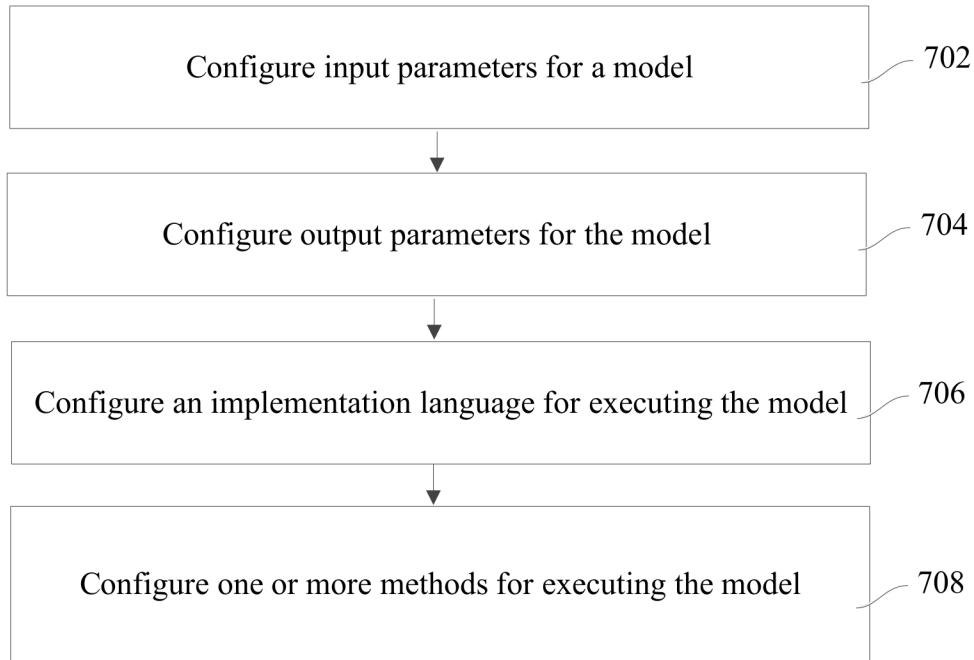 Configure input parameters for a model
702
Configure output parameters for the model
704
Configure an implementation language for executing the model
706
Configure one or more methods for executing the model
708